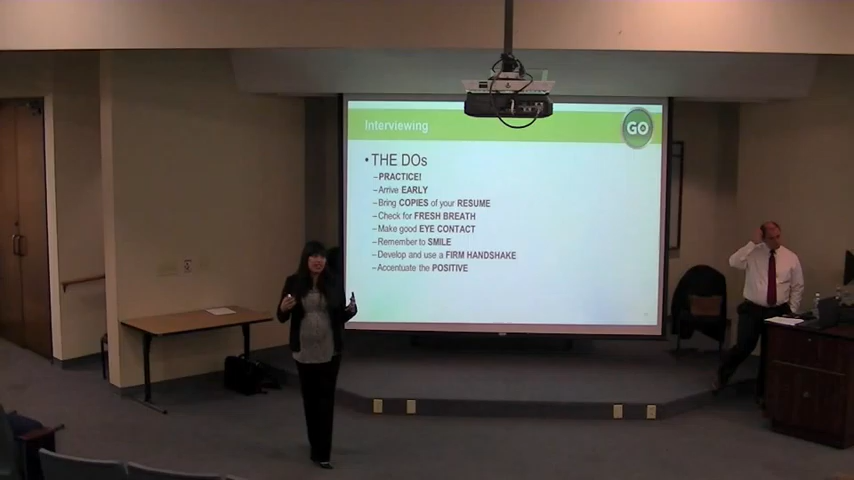 Interviewing
GO
• THE DOs
–PRACTICE!
–Arrive EARLY
–Bring COPIES of your RESUME
–Check for FRESH BREATH
–Make good EYE CONTACT
–Remember to SMILE
–Develop and use a FIRM HANDSHAKE
–Accentuate the POSITIVE